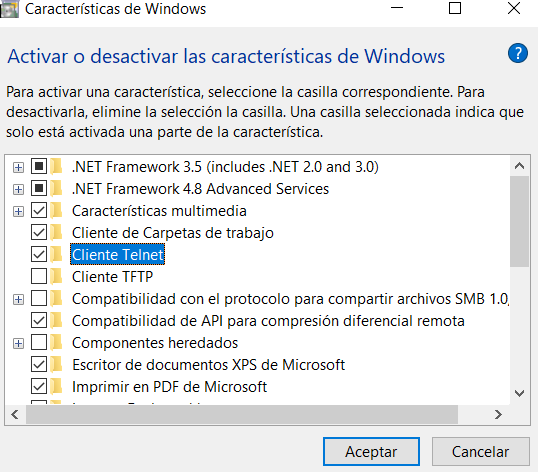 Características de Windows
Activar o desactivar las características de Windows
?
Para activar una característica, seleccione la casilla correspondiente. Para
desactivarla, elimine la selección la casilla. Una casilla seleccionada indica que
solo está activada una parte de la característica.
.NET Framework 3.5 (includes .NET 2.0 and 3.0)
.NET Framework 4.8 Advanced Services
Características multimedia
Cliente de Carpetas de trabajo
Cliente Telnet
Cliente TFTP
Compatibilidad con el protocolo para compartir archivos SMB 1.0,
Compatibilidad de API para compresión diferencial remota
Componentes heredados
Escritor de documentos XPS de Microsoft
Imprimir en PDF de Microsoft
Aceptar
Cancelar